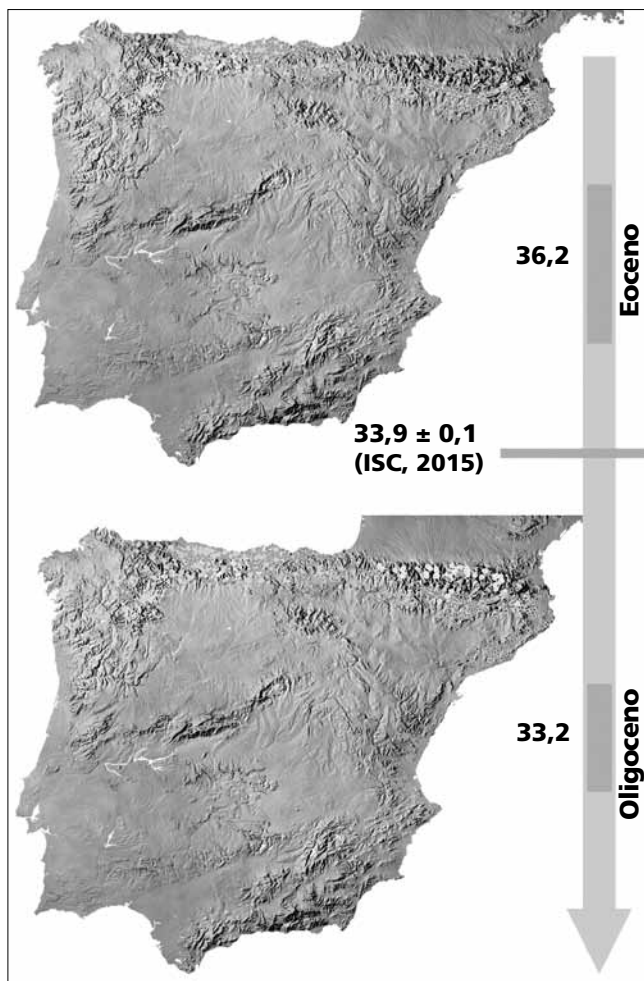 36,2
Eoceno
33,9 ± 0,1
(ISC, 2015)
33,2
Oligoceno